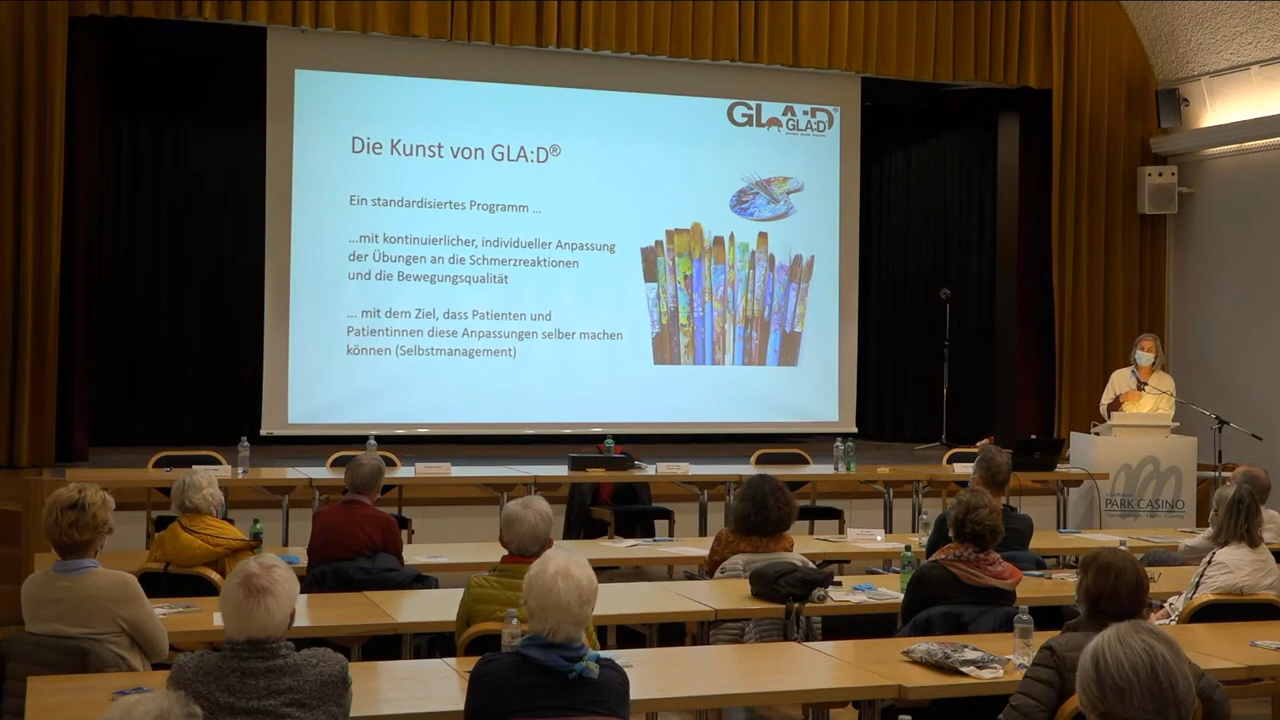 GLA:D®
GLA:D
Die Kunst von GLA:D®
Ein standardisiertes Programm ...
...mit kontinuierlicher, individueller Anpassung
der Übungen an die Schmerzreaktionen
und die Bewegungsqualität
... mit dem Ziel, dass Patienten und
Patientinnen diese Anpassungen selber machen
können (Selbstmanagement)
PARK CASINO